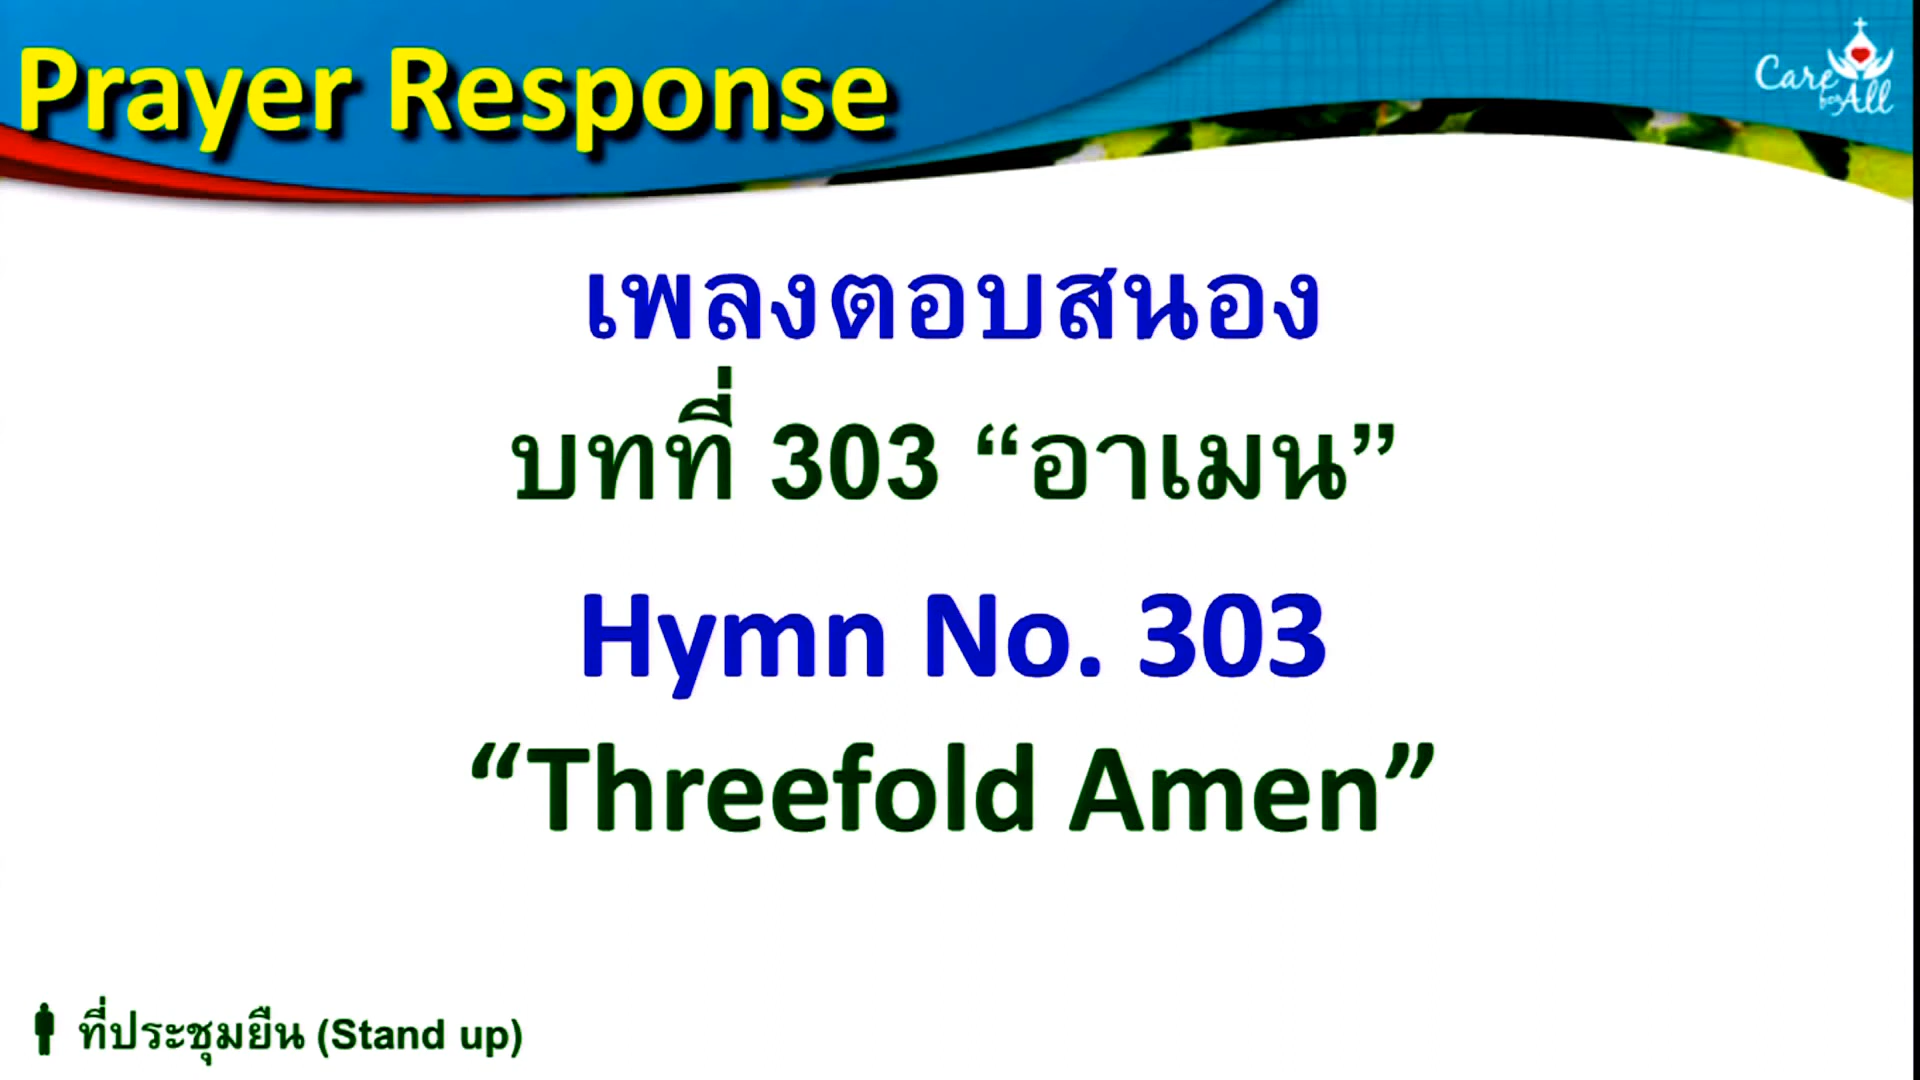 Prayer Response
Care for All
เพลงตอบสนอง
บทที่ 303 “อาเมน”
Hymn No. 303
“Threefold Amen”
ที่ประชุมยืน (Stand up)